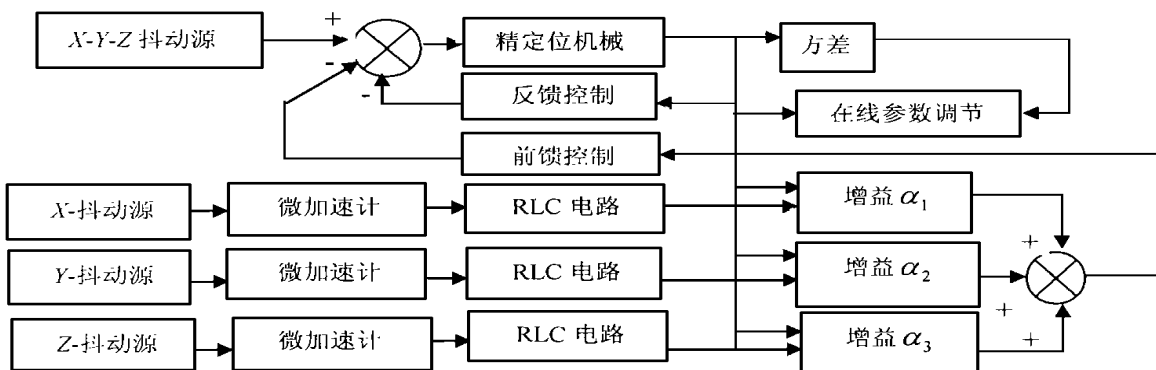 X-Y-Z 抖动源
+
-
-
精定位机械
方差
反馈控制
在线参数调节
前馈控制
X-抖动源
微加速计
RLC 电路
增益 α₁
+
Y-抖动源
微加速计
RLC 电路
增益 α₂
+
Z-抖动源
微加速计
RLC 电路
增益 α₃
+